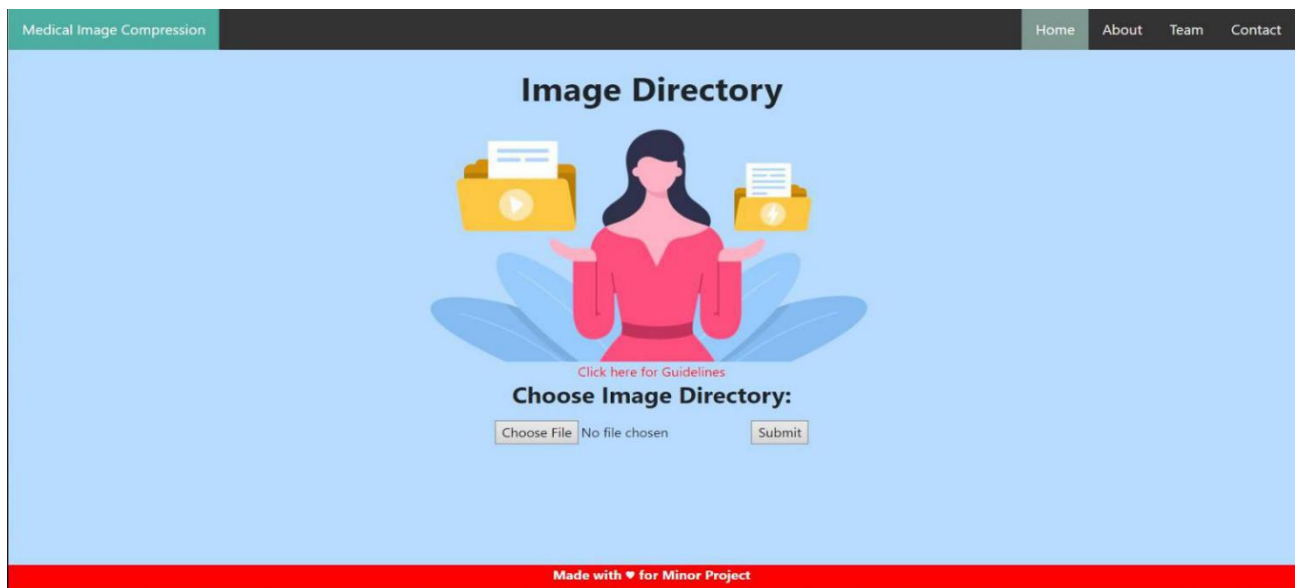 Medical Image Compression Home About Team Contact
Image Directory
Click here for Guidelines
Choose Image Directory:
Choose File No file chosen Submit
Made with ♥ for Minor Project